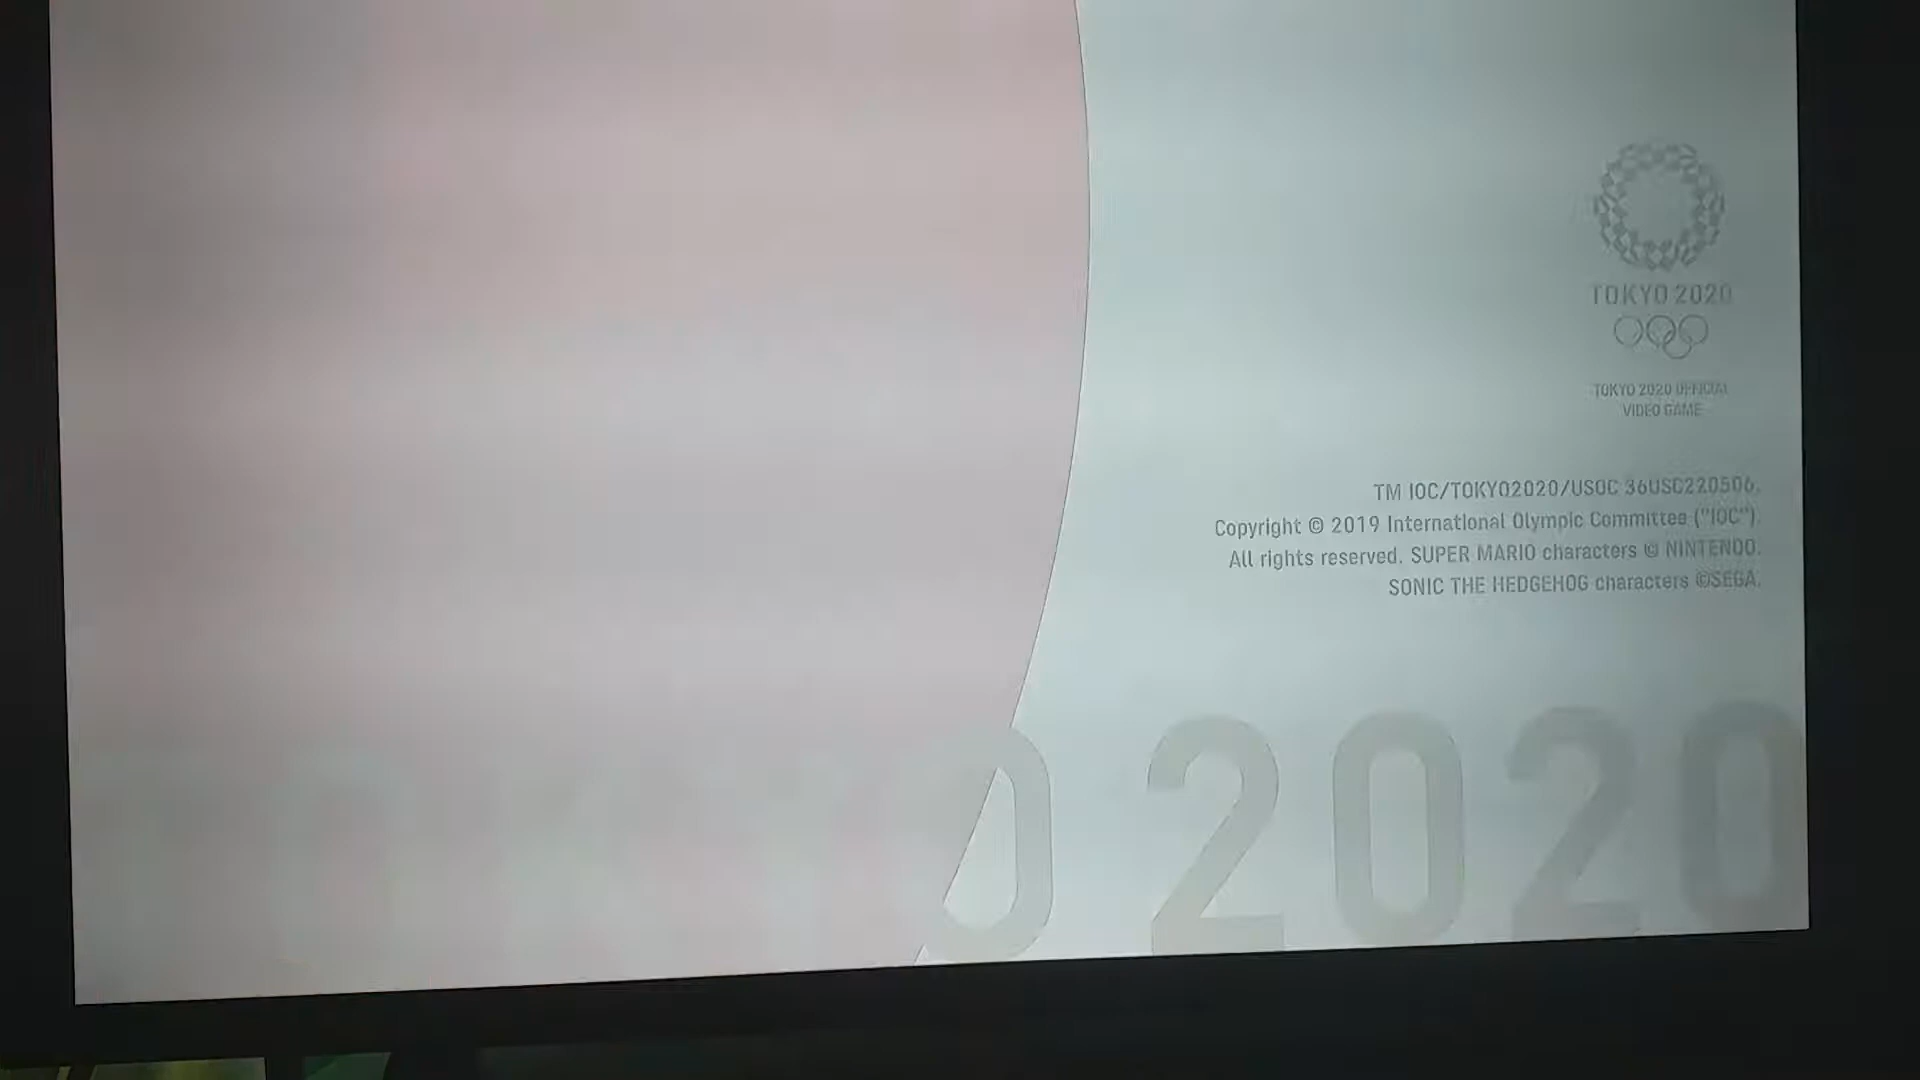 TOKYO 2020
TOKYO 2020 OFFICIAL
VIDEO GAME
TM IOC/TOKYO2020/USOC 36USC220506.
Copyright © 2019 International Olympic Committee ("IOC").
All rights reserved. SUPER MARIO characters © NINTENDO.
SONIC THE HEDGEHOG characters ©SEGA.
O 2020